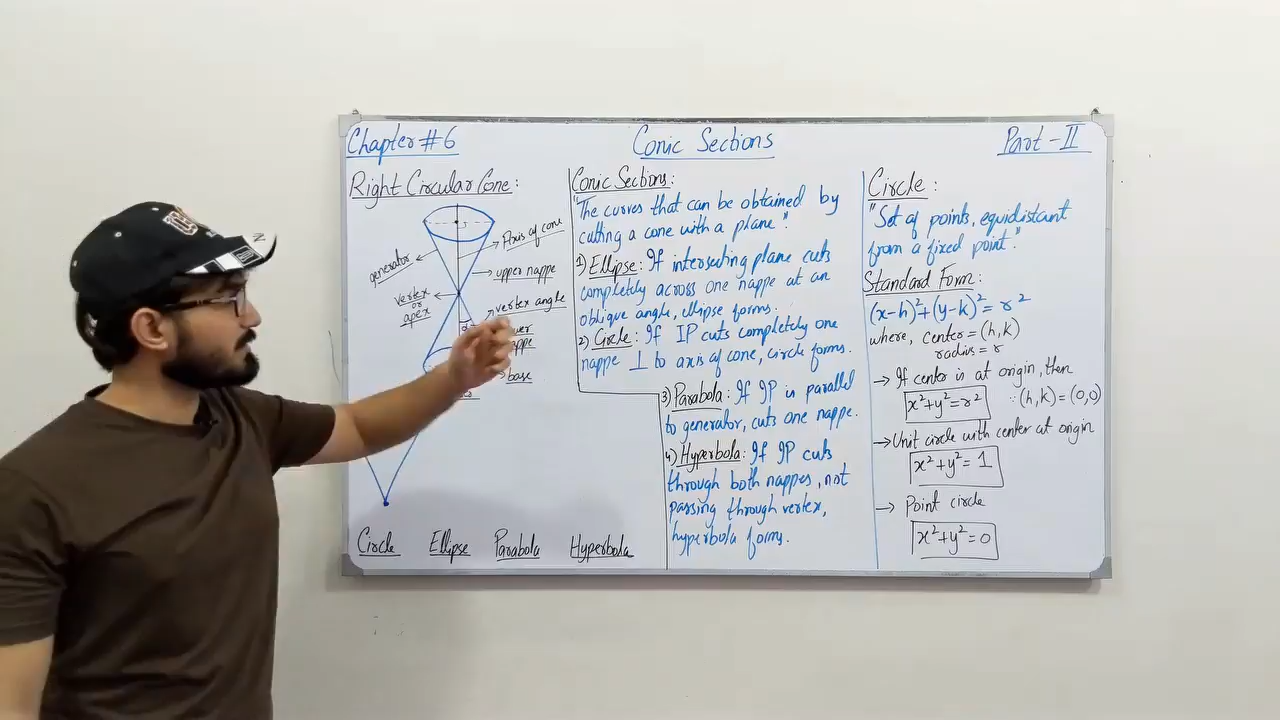 Chapter #6
Conic Sections
Part - II
Right Circular Cone:
Axis of cone
generator
upper nappe
vertex
or
apex
vertex angle
nappe
base
Circle
Ellipse
Parabola
Hyperbola
Conic Sections:
"The curves that can be obtained by
cutting a cone with a plane."
1) Ellipse: If intersecting plane cuts
completely across one nappe at an
oblique angle, ellipse forms.
2) Circle: If IP cuts completely one
nappe ⊥ to axis of cone, circle forms.
3) Parabola: If IP is parallel
to generator, cuts one nappe.
4) Hyperbola: If IP cuts
through both nappes, not
passing through vertex,
hyperbola forms.
Circle:
"Set of points, equidistant
from a fixed point."
Standard Form:
(x-h)²+(y-k)² = r²
where, center = (h,k)
radius = r
→ If center is at origin, then
x²+y²=r² ∵ (h,k)=(0,0)
→ Unit circle with center at origin
x²+y²=1
→ Point circle
x²+y²=0